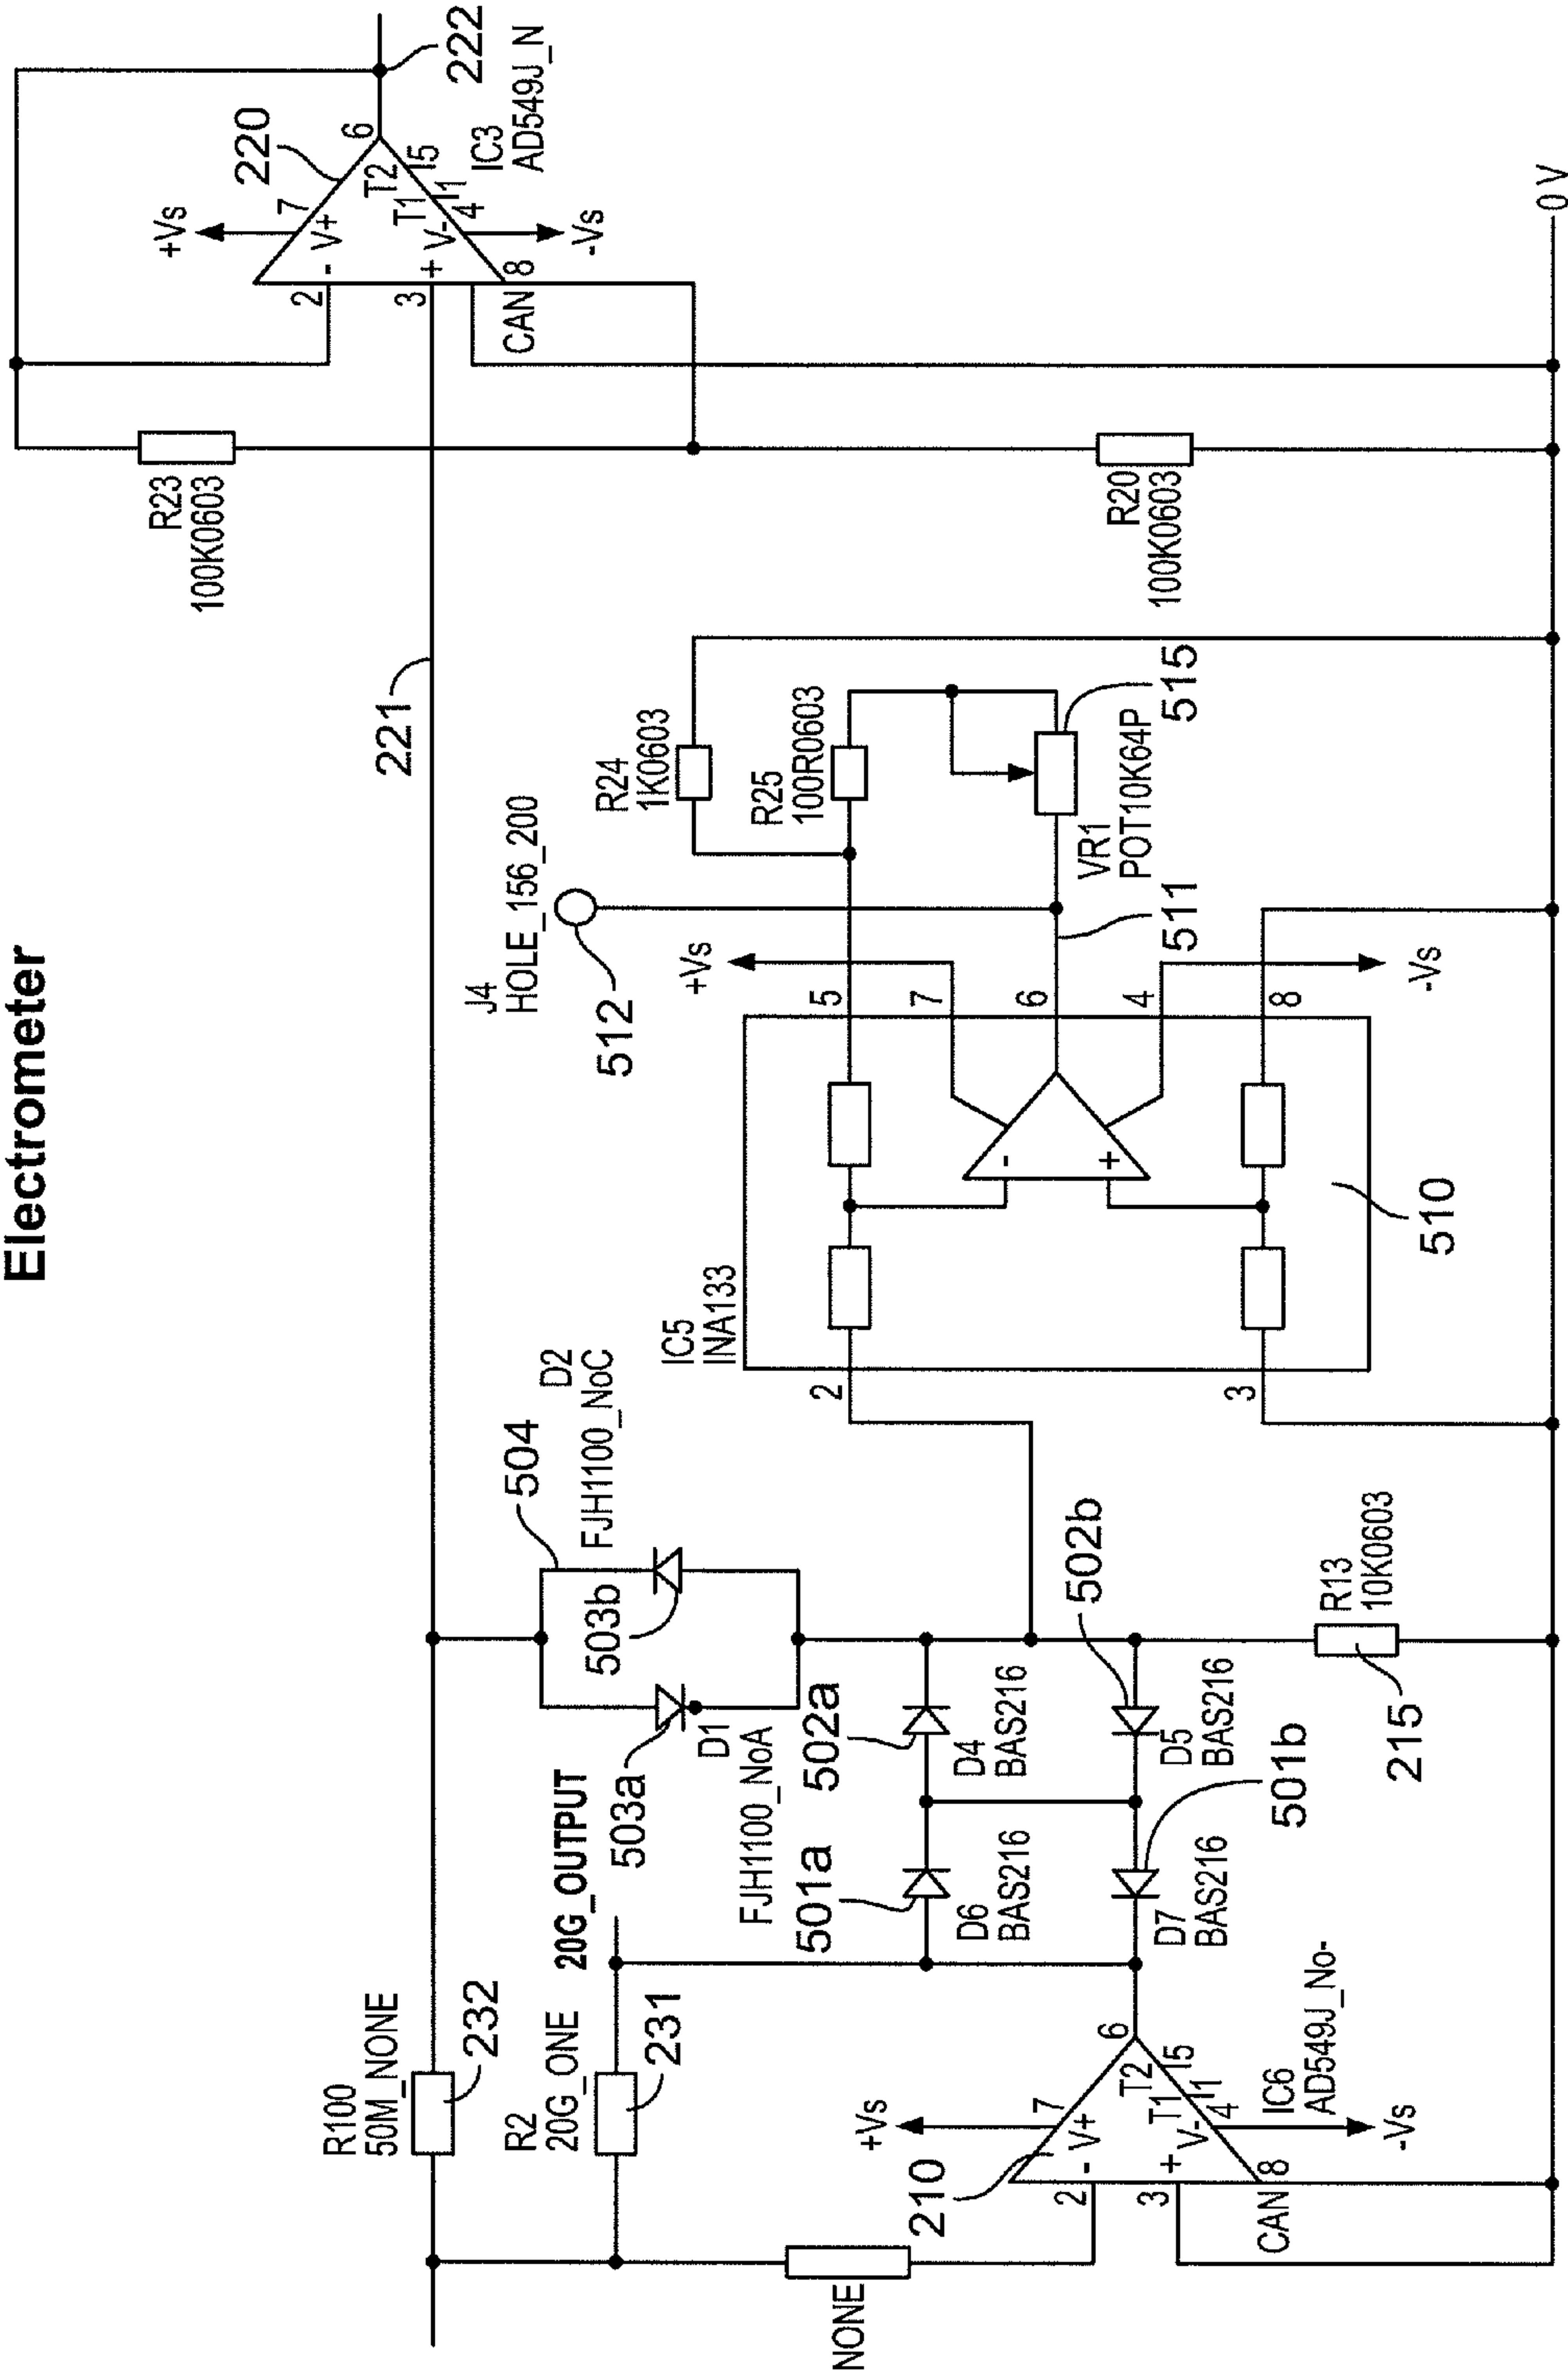 Electrometer
R100
50M_NONE
232
R2
20G_ONE
231
20G_OUTPUT
NONE
210
+Vs
7
V+
-
2
3
+
V-
T1
T2
6
5
1
4
8
CAN
IC6
AD549J_No-
-Vs
501a
D6
BAS216
D7
BAS216
501b
502a
D4
BAS216
D5
BAS216
502b
503a
D1
FJH1100_NoA
503b
504
D2
FJH1100_NoC
R13
10K0603
215
IC5
INA133
2
3
-
+
510
5
7
6
4
8
+Vs
-Vs
J4
HOLE_156_200
512
511
R24
1K0603
R25
100R0603
VR1
POT10K64P
515
221
R23
100K0603
R20
100K0603
220
+Vs
7
V+
-
2
3
+
V-
T1
T2
6
5
1
4
8
CAN
-Vs
IC3
AD549J_N
222
0 V